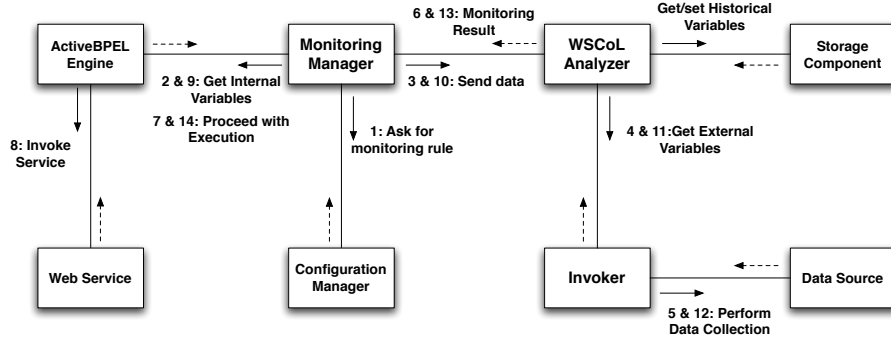 6 & 13: Monitoring
Result
Get/set Historical
Variables
ActiveBPEL
Engine
Monitoring
Manager
WSCoL
Analyzer
Storage
Component
2 & 9: Get Internal
Variables
3 & 10: Send data
7 & 14: Proceed with
Execution
1: Ask for
monitoring rule
4 & 11:Get External
Variables
8: Invoke
Service
Web Service
Configuration
Manager
Invoker
Data Source
5 & 12: Perform
Data Collection